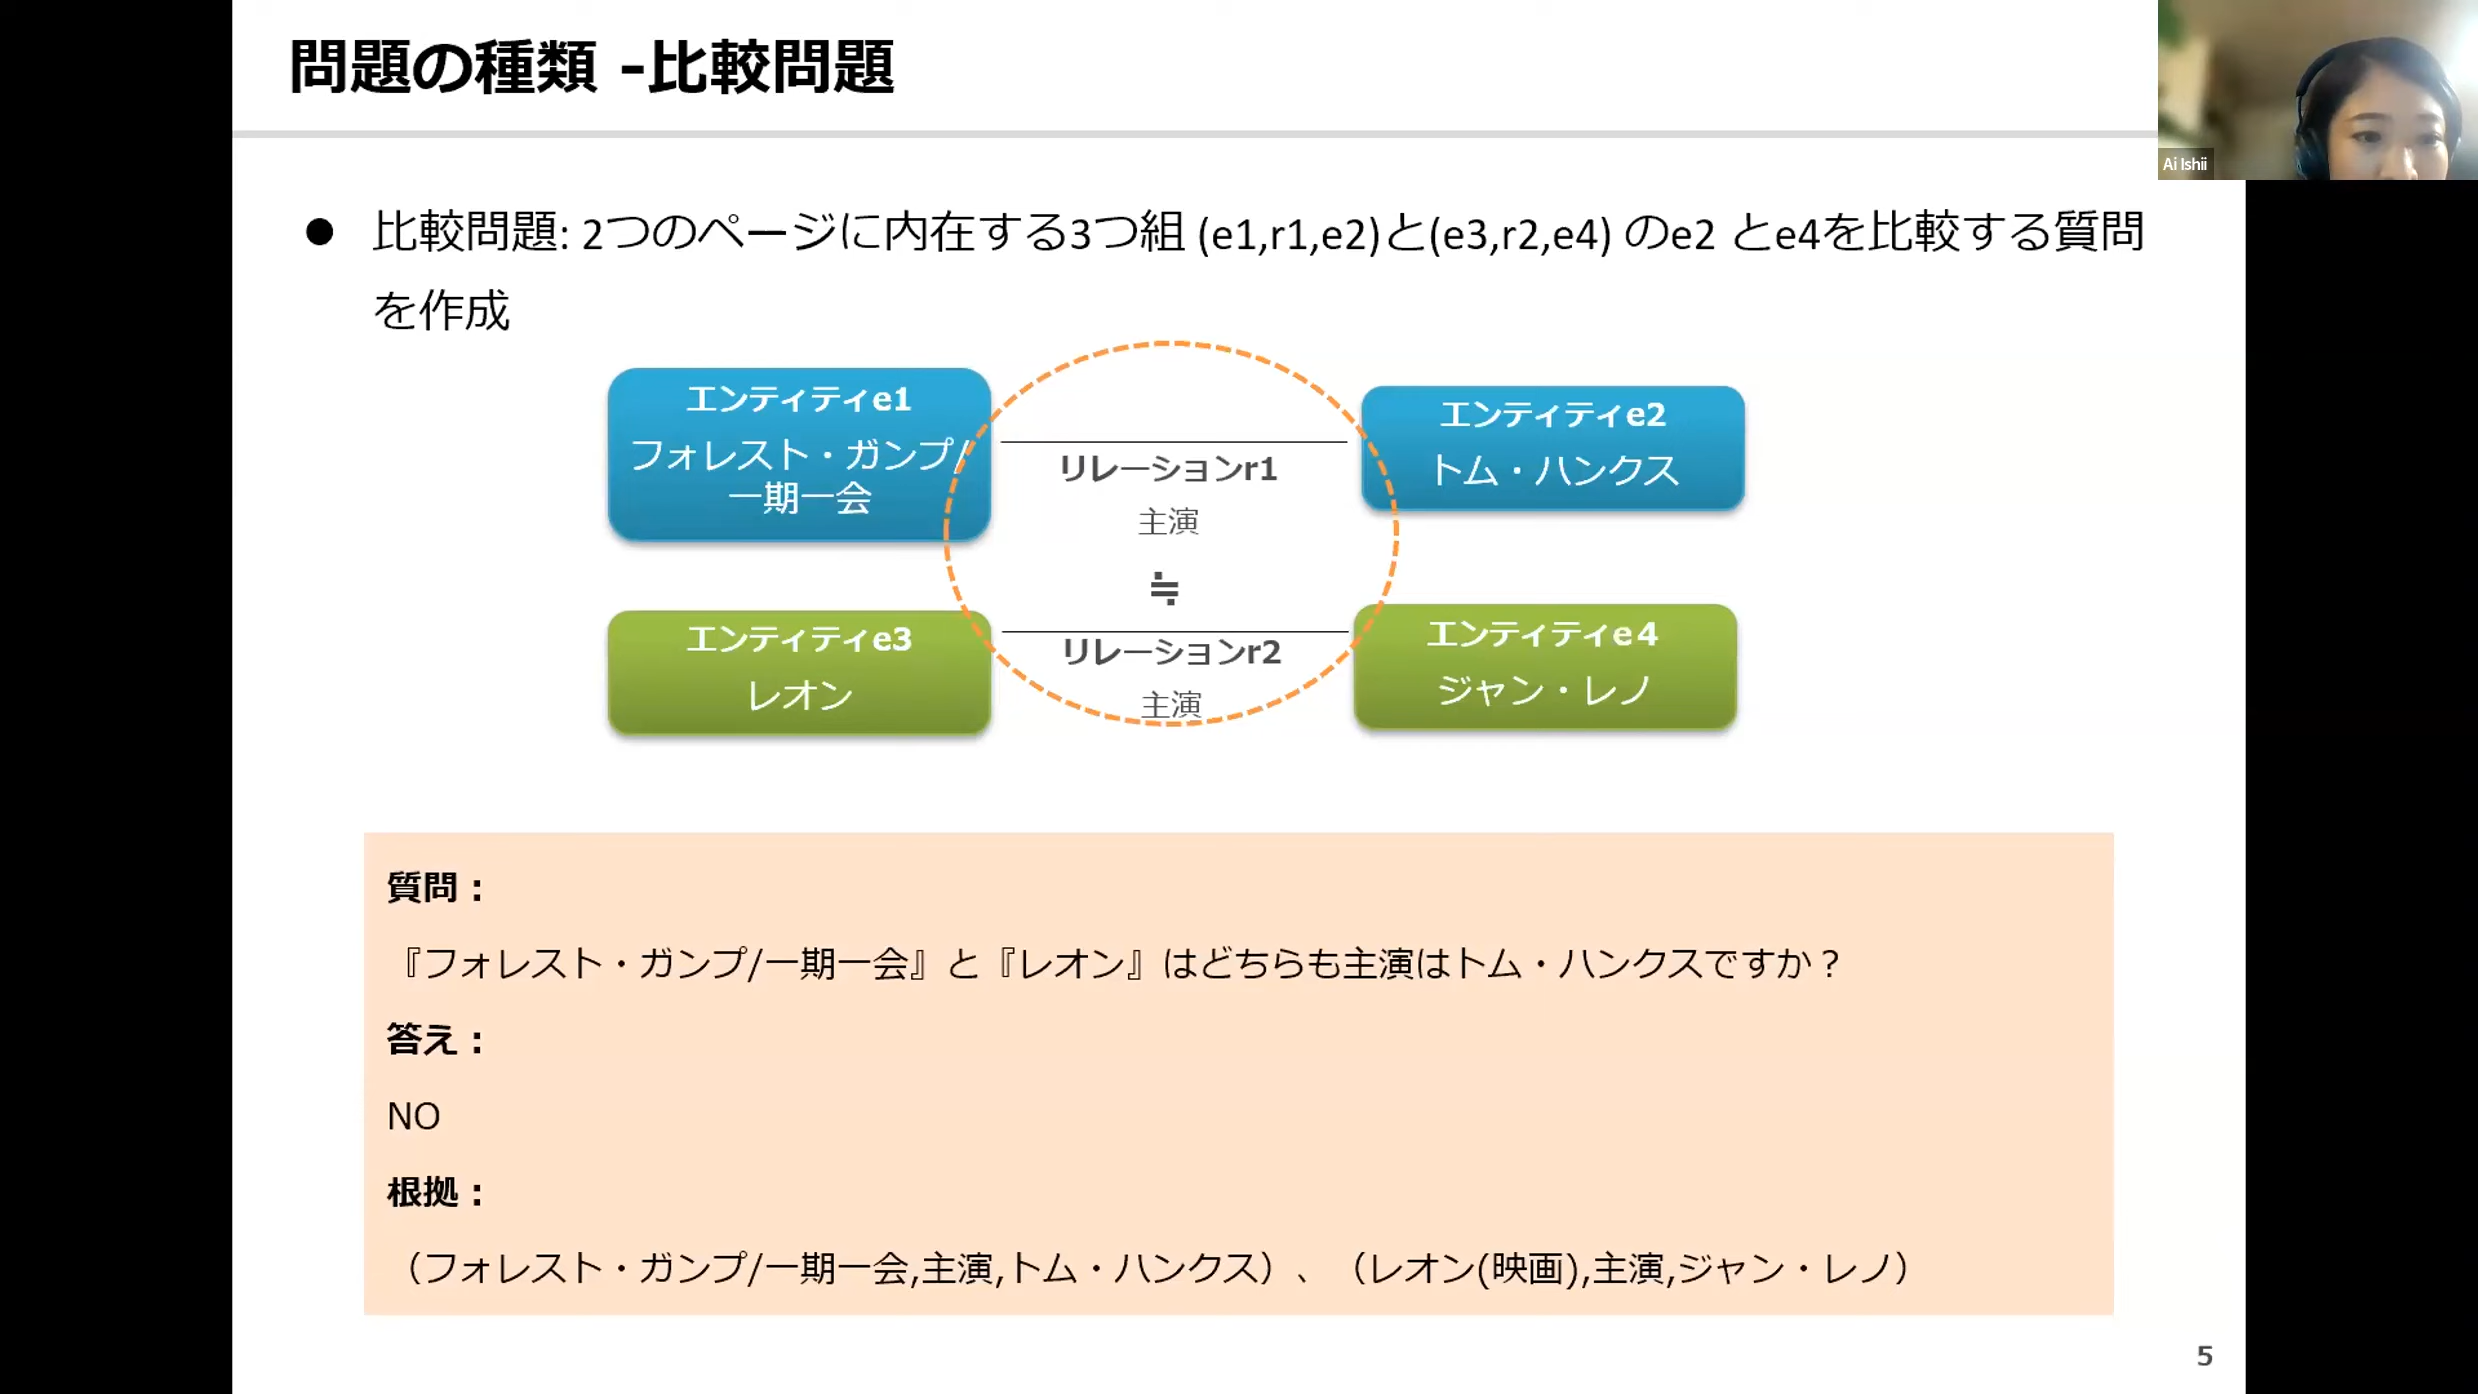 問題の種類 -比較問題
Ai Ishii
● 比較問題: 2つのページに内在する3つ組 (e1,r1,e2)と(e3,r2,e4) のe2 とe4を比較する質問
を作成
エンティティe1
フォレスト・ガンプ/
一期一会
リレーションr1
主演
エンティティe2
トム・ハンクス
≒
エンティティe3
レオン
リレーションr2
主演
エンティティe４
ジャン・レノ
質問：
『フォレスト・ガンプ/一期一会』と『レオン』はどちらも主演はトム・ハンクスですか？
答え：
NO
根拠：
（フォレスト・ガンプ/一期一会,主演,トム・ハンクス）、（レオン(映画),主演,ジャン・レノ）
5